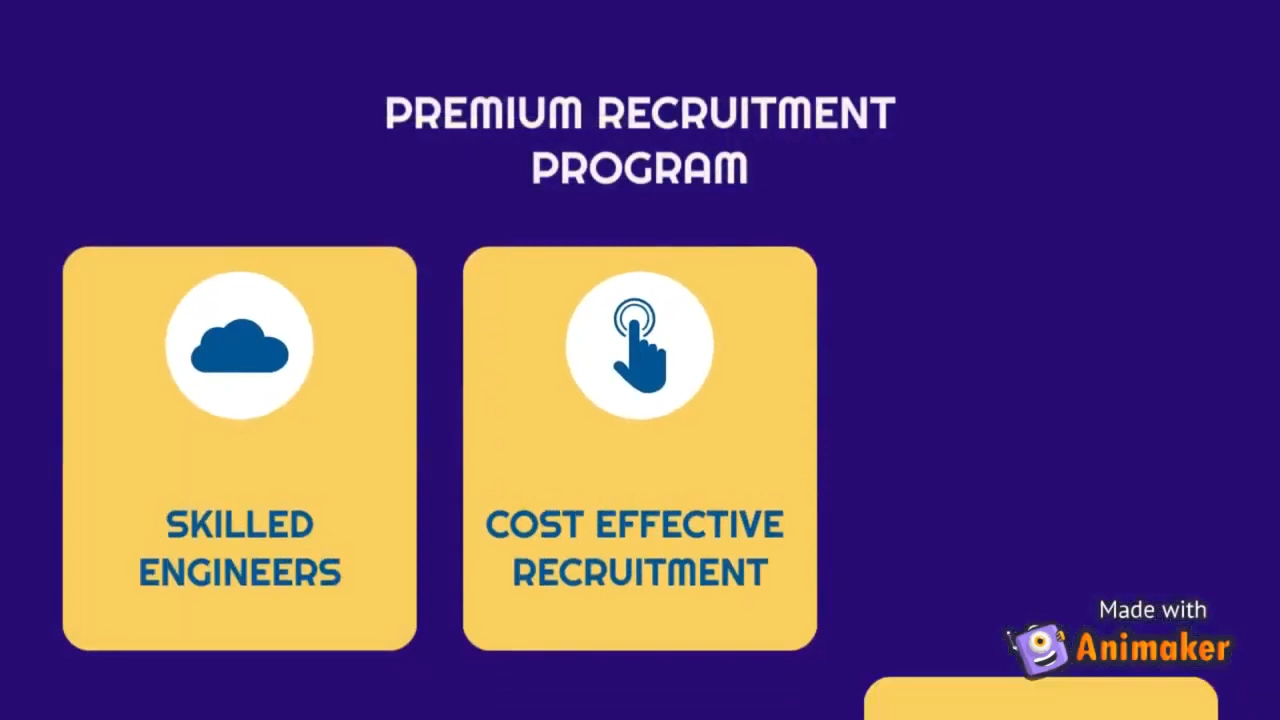 PREMIUM RECRUITMENT
PROGRAM
SKILLED
ENGINEERS
COST EFFECTIVE
RECRUITMENT
Made with
Animaker